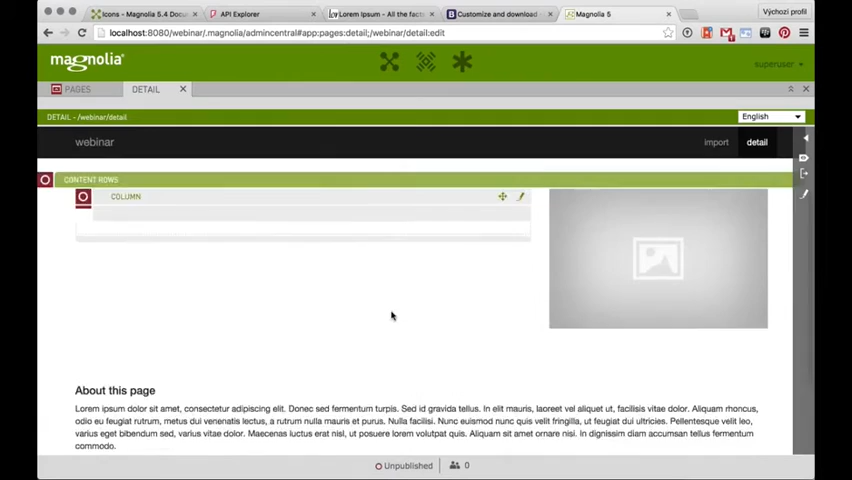 Icons - Magnolia 5.4 Docu
API Explorer
Lorem Ipsum - All the facts
Customize and download
Magnolia 5
Výchozí profil
localhost:8080/webinar/.magnolia/admincentral#app:pages:detail;/webinar/detail:edit
magnolia
superuser
PAGES
DETAIL
DETAIL - /webinar/detail
English
webinar
import
detail
CONTENT ROWS
COLUMN
About this page
Lorem ipsum dolor sit amet, consectetur adipiscing elit. Donec sed fermentum turpis. Sed id gravida tellus. In elit mauris, laoreet vel aliquet ut, facilisis vitae dolor. Aliquam rhoncus,
odio eu feugiat rutrum, metus dui venenatis lectus, a rutrum nulla mauris et purus. Nulla facilisi. Nunc euismod nunc quis velit fringilla, quis varius lacus feugiat. Pellentesque quis mauris,
varius eget bibendum sed, varius vitae dolor. Maecenas luctus erat nisl, ut posuere lorem volutpat quis. Aliquam sit amet ornare nisi. In dignissim diam accumsan tellus fermentum
commodo.
Unpublished
0